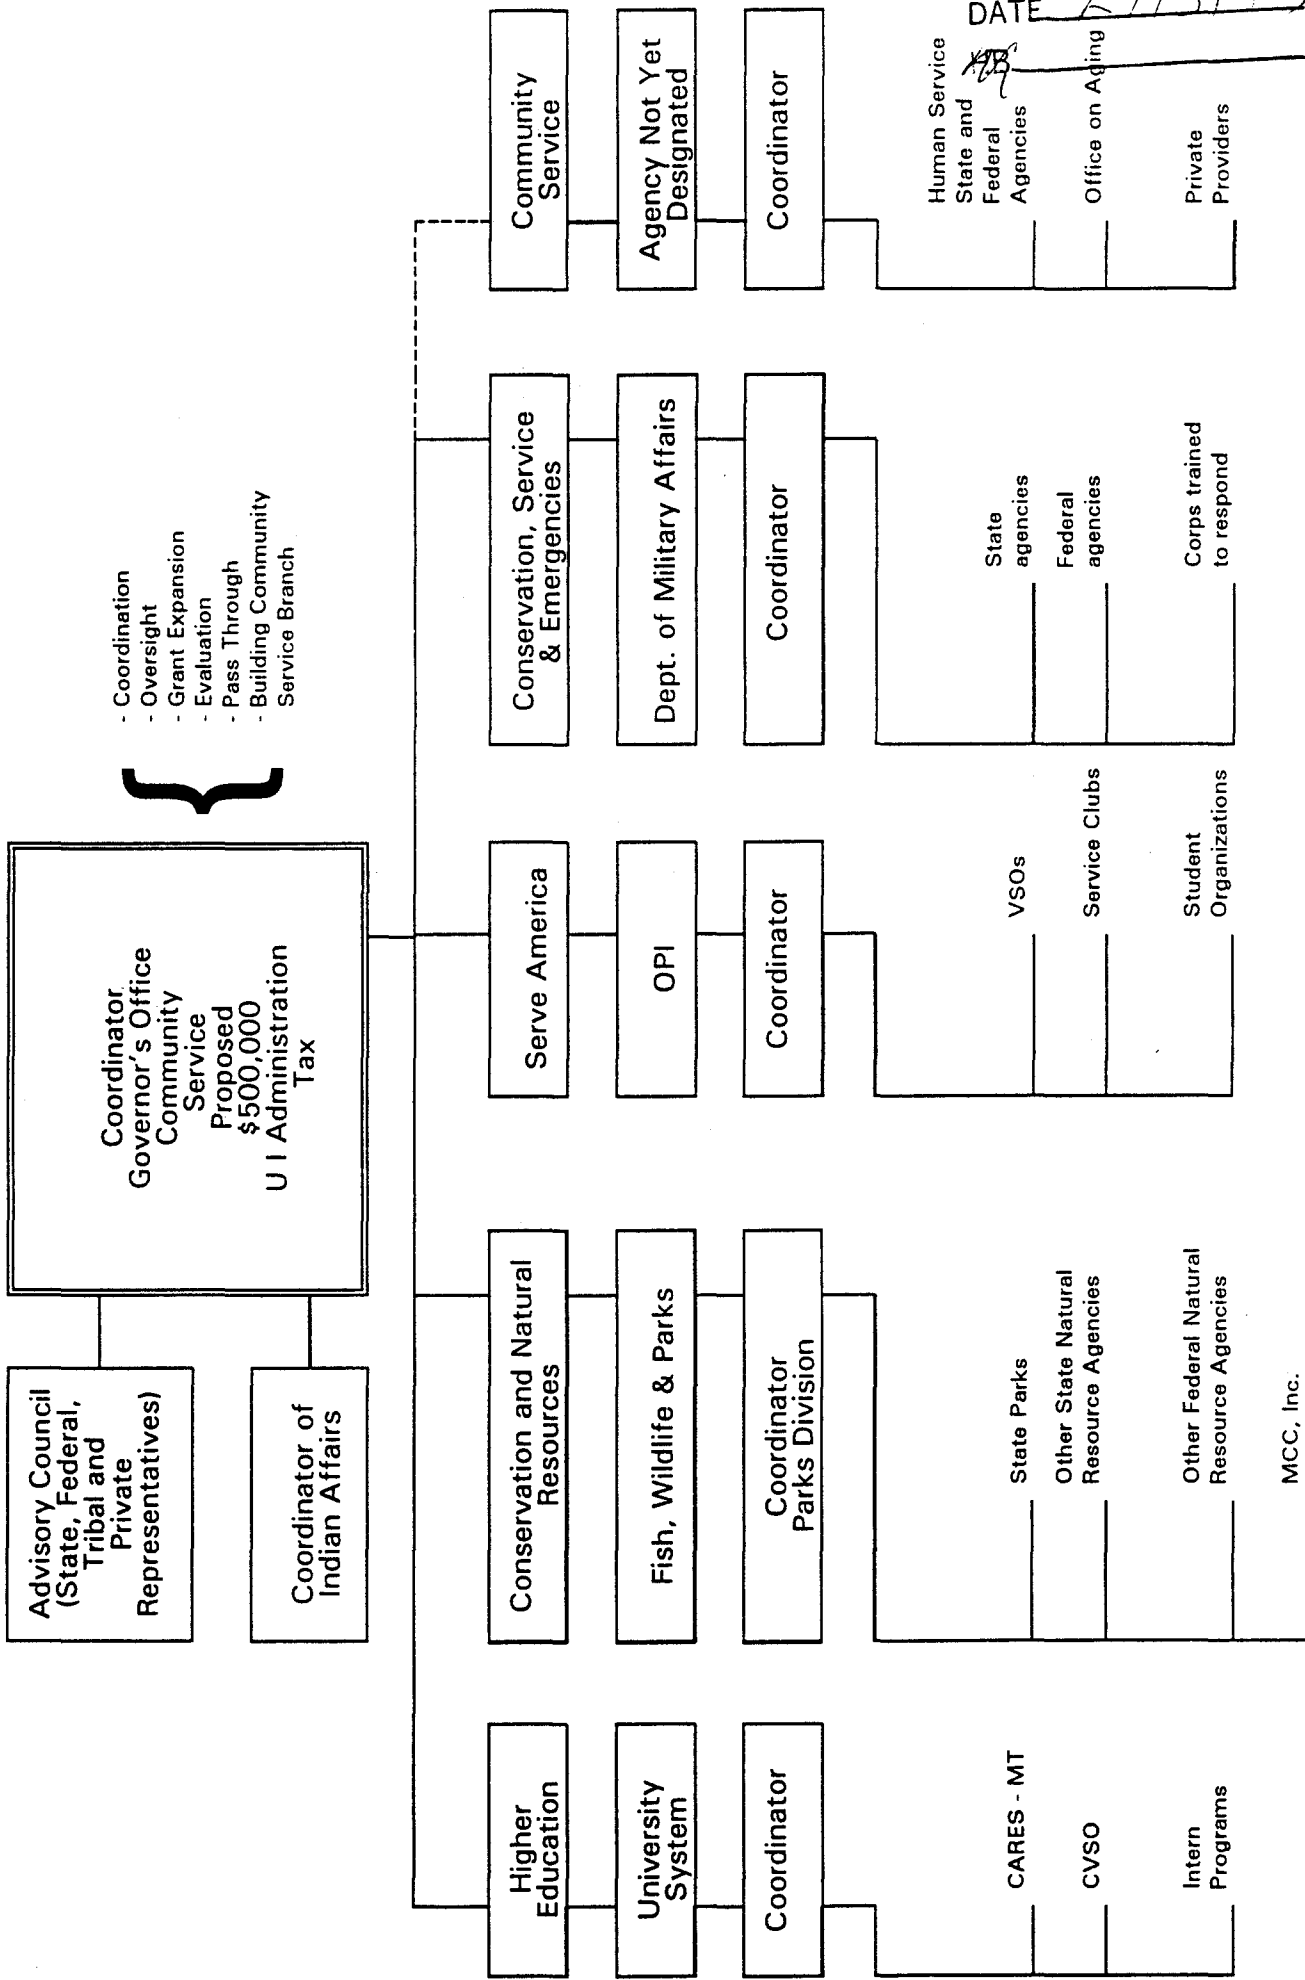 DATE
Advisory Council
(State, Federal,
Tribal and
Private
Representatives)
Coordinator of
Indian Affairs
Coordinator
Governor's Office
Community
Service
Proposed
$500,000
U I Administration
Tax
- Coordination
- Oversight
- Grant Expansion
- Evaluation
- Pass Through
- Building Community
Service Branch
Higher
Education
University
System
Coordinator
CARES - MT
CVSO
Intern
Programs
Conservation and Natural
Resources
Fish, Wildlife & Parks
Coordinator
Parks Division
State Parks
Other State Natural
Resource Agencies
Other Federal Natural
Resource Agencies
MCC, Inc.
Serve America
OPI
Coordinator
VSOs
Service Clubs
Student
Organizations
Conservation, Service
& Emergencies
Dept. of Military Affairs
Coordinator
State
agencies
Federal
agencies
Corps trained
to respond
Community
Service
Agency Not Yet
Designated
Coordinator
Human Service
State and
Federal
Agencies
Office on Aging
Private
Providers